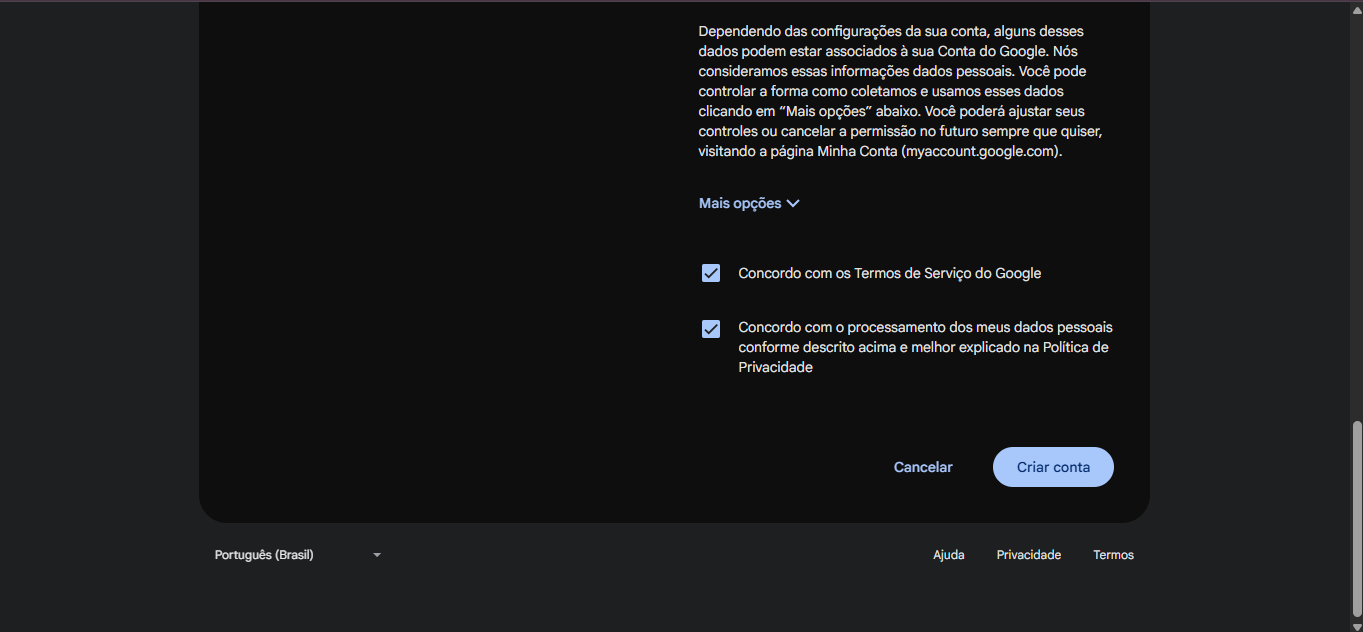 Dependendo das configurações da sua conta, alguns desses
dados podem estar associados à sua Conta do Google. Nós
consideramos essas informações dados pessoais. Você pode
controlar a forma como coletamos e usamos esses dados
clicando em “Mais opções” abaixo. Você poderá ajustar seus
controles ou cancelar a permissão no futuro sempre que quiser,
visitando a página Minha Conta (myaccount.google.com).
Mais opções
Concordo com os Termos de Serviço do Google
Concordo com o processamento dos meus dados pessoais
conforme descrito acima e melhor explicado na Política de
Privacidade
Cancelar
Criar conta
Português (Brasil)
Ajuda
Privacidade
Termos